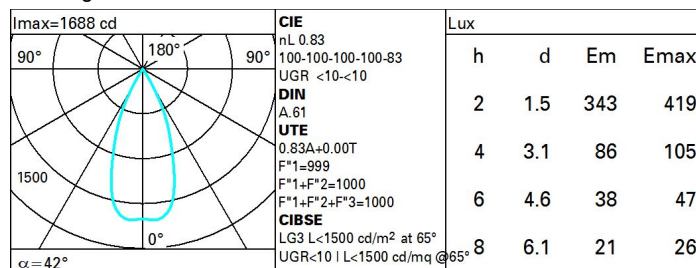 Imax=1688 cd
90°
180°
90°
1500
0°
α=42°
CIE
nL 0.83
100-100-100-100-83
UGR <10-<10
DIN
A.61
UTE
0.83A+0.00T
F"1=999
F"1+F"2=1000
F"1+F"2+F"3=1000
CIBSE
LG3 L<1500 cd/m² at 65°
UGR<10 | L<1500 cd/mq @65°
Lux
h d Em Emax
2 1.5 343 419
4 3.1 86 105
6 4.6 38 47
8 6.1 21 26